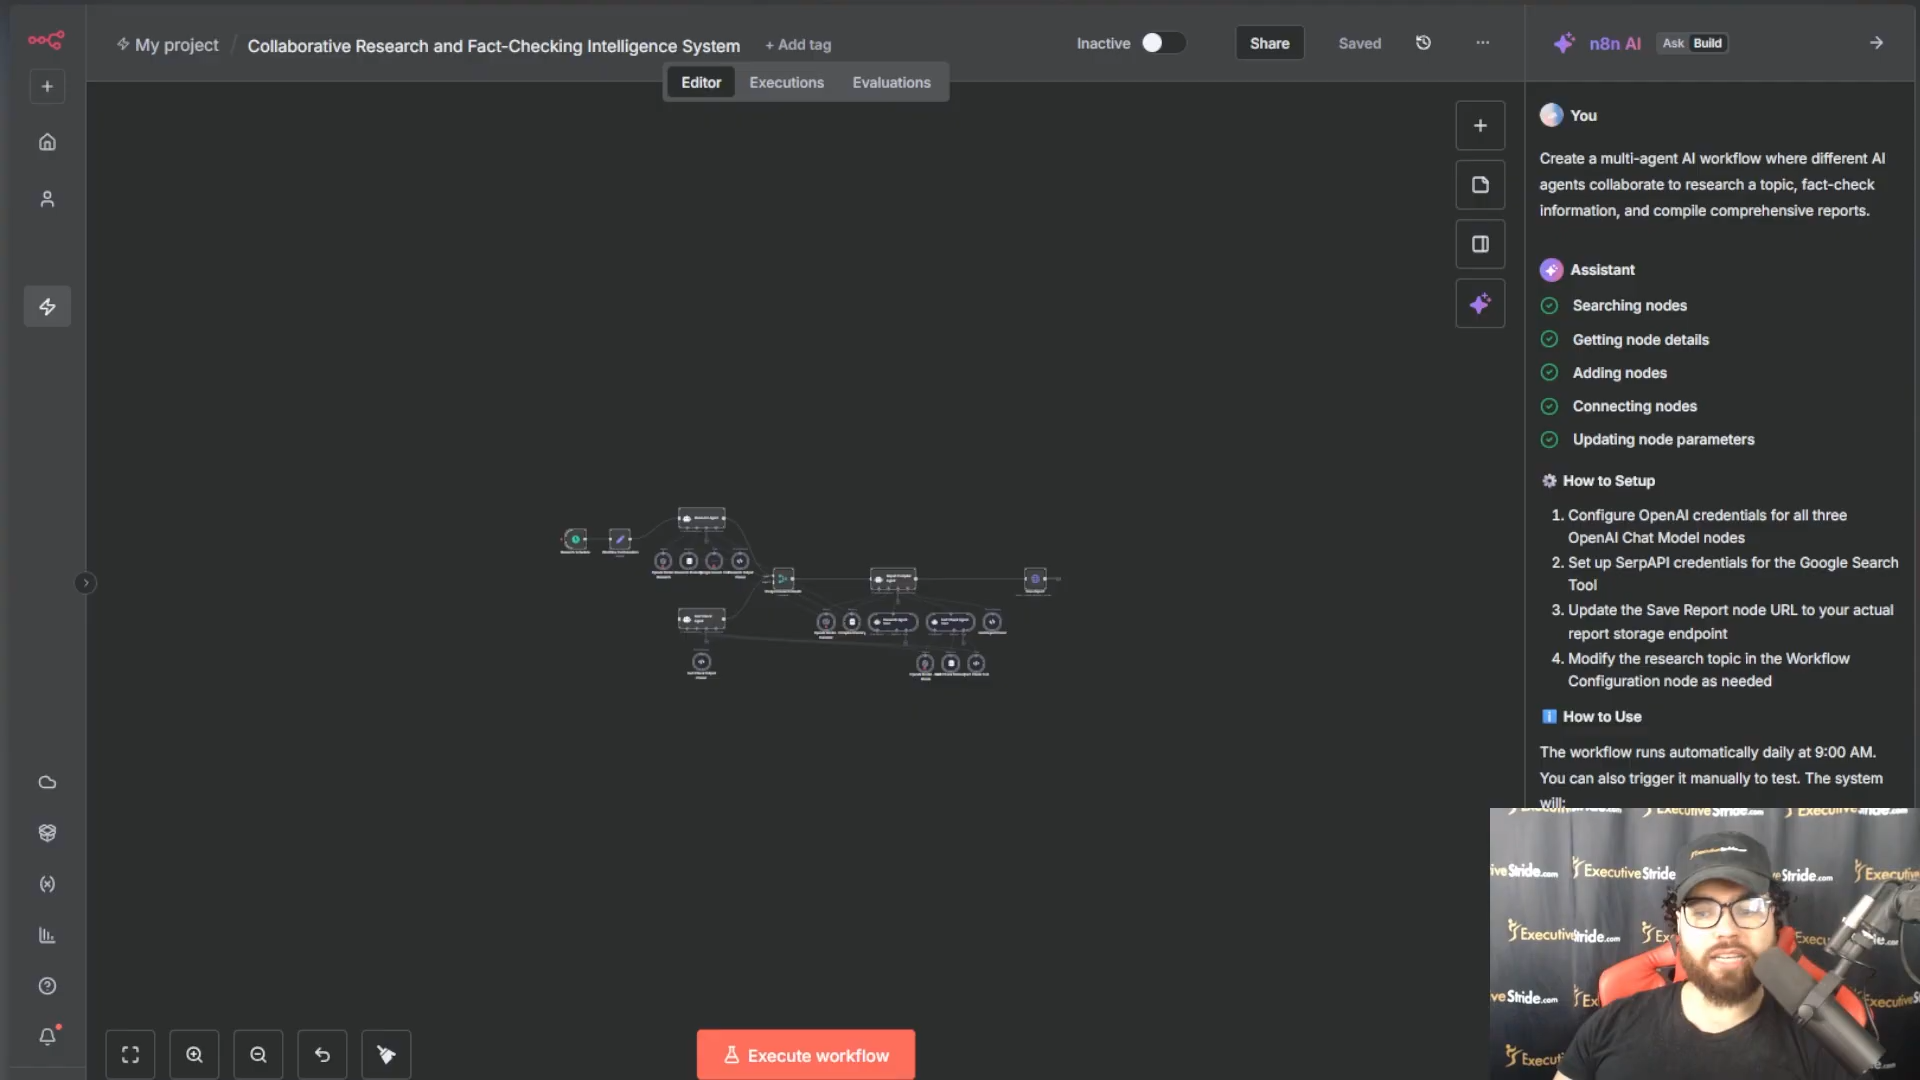 My project / Collaborative Research and Fact-Checking Intelligence System + Add tag
Inactive
Share
Saved
n8n AI
Ask Build
Editor
Executions
Evaluations
You
Create a multi-agent AI workflow where different AI
agents collaborate to research a topic, fact-check
information, and compile comprehensive reports.
Assistant
Searching nodes
Getting node details
Adding nodes
Connecting nodes
Updating node parameters
How to Setup
1. Configure OpenAI credentials for all three
OpenAI Chat Model nodes
2. Set up SerpAPI credentials for the Google Search
Tool
3. Update the Save Report node URL to your actual
report storage endpoint
4. Modify the research topic in the Workflow
Configuration node as needed
How to Use
The workflow runs automatically daily at 9:00 AM.
You can also trigger it manually to test. The system
will:
Execute workflow
ExecutiveStride.com